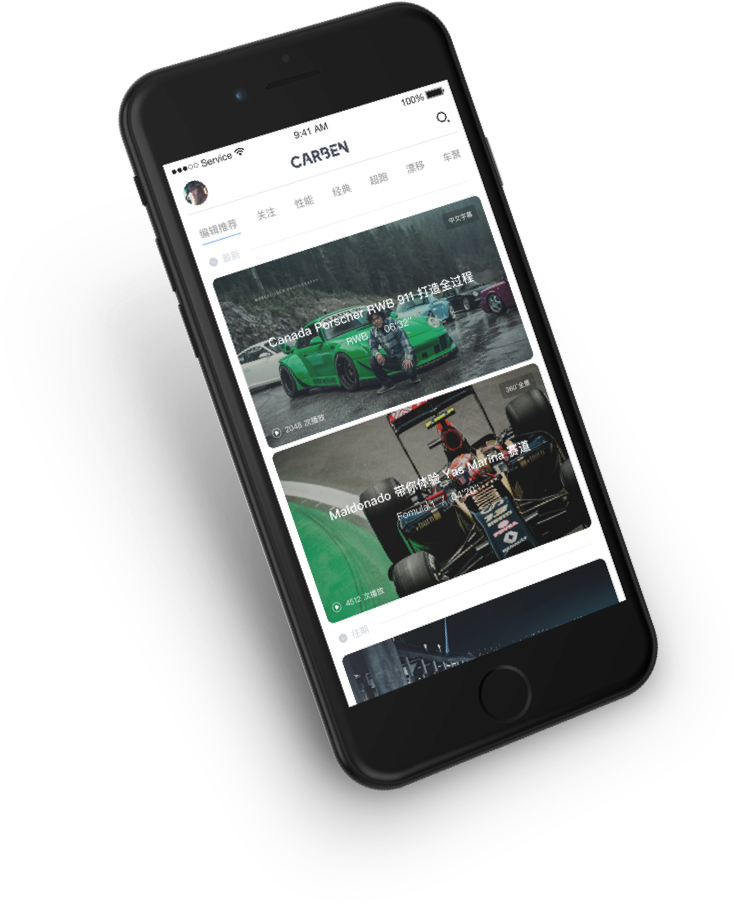 Service
9:41 AM
100%
CARBEN
编辑推荐 关注 性能 经典 超跑 漂移 车聚
最新
中文字幕
Canada Porscher RWB 911 打造全过程
RWB / 06'32"
2048 次播放
360°全景
Maldonado 带你体验 Yas Marina 赛道
Fomula 1 / 04'20"
4512 次播放
往期